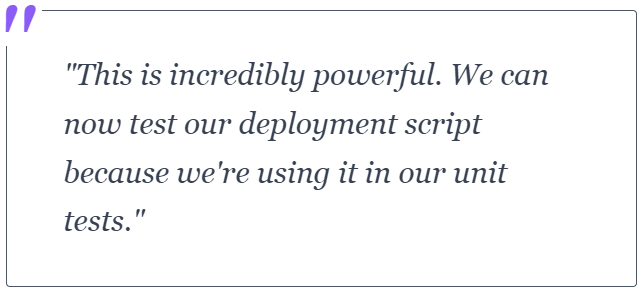 "This is incredibly powerful. We can
now test our deployment script
because we're using it in our unit
tests."